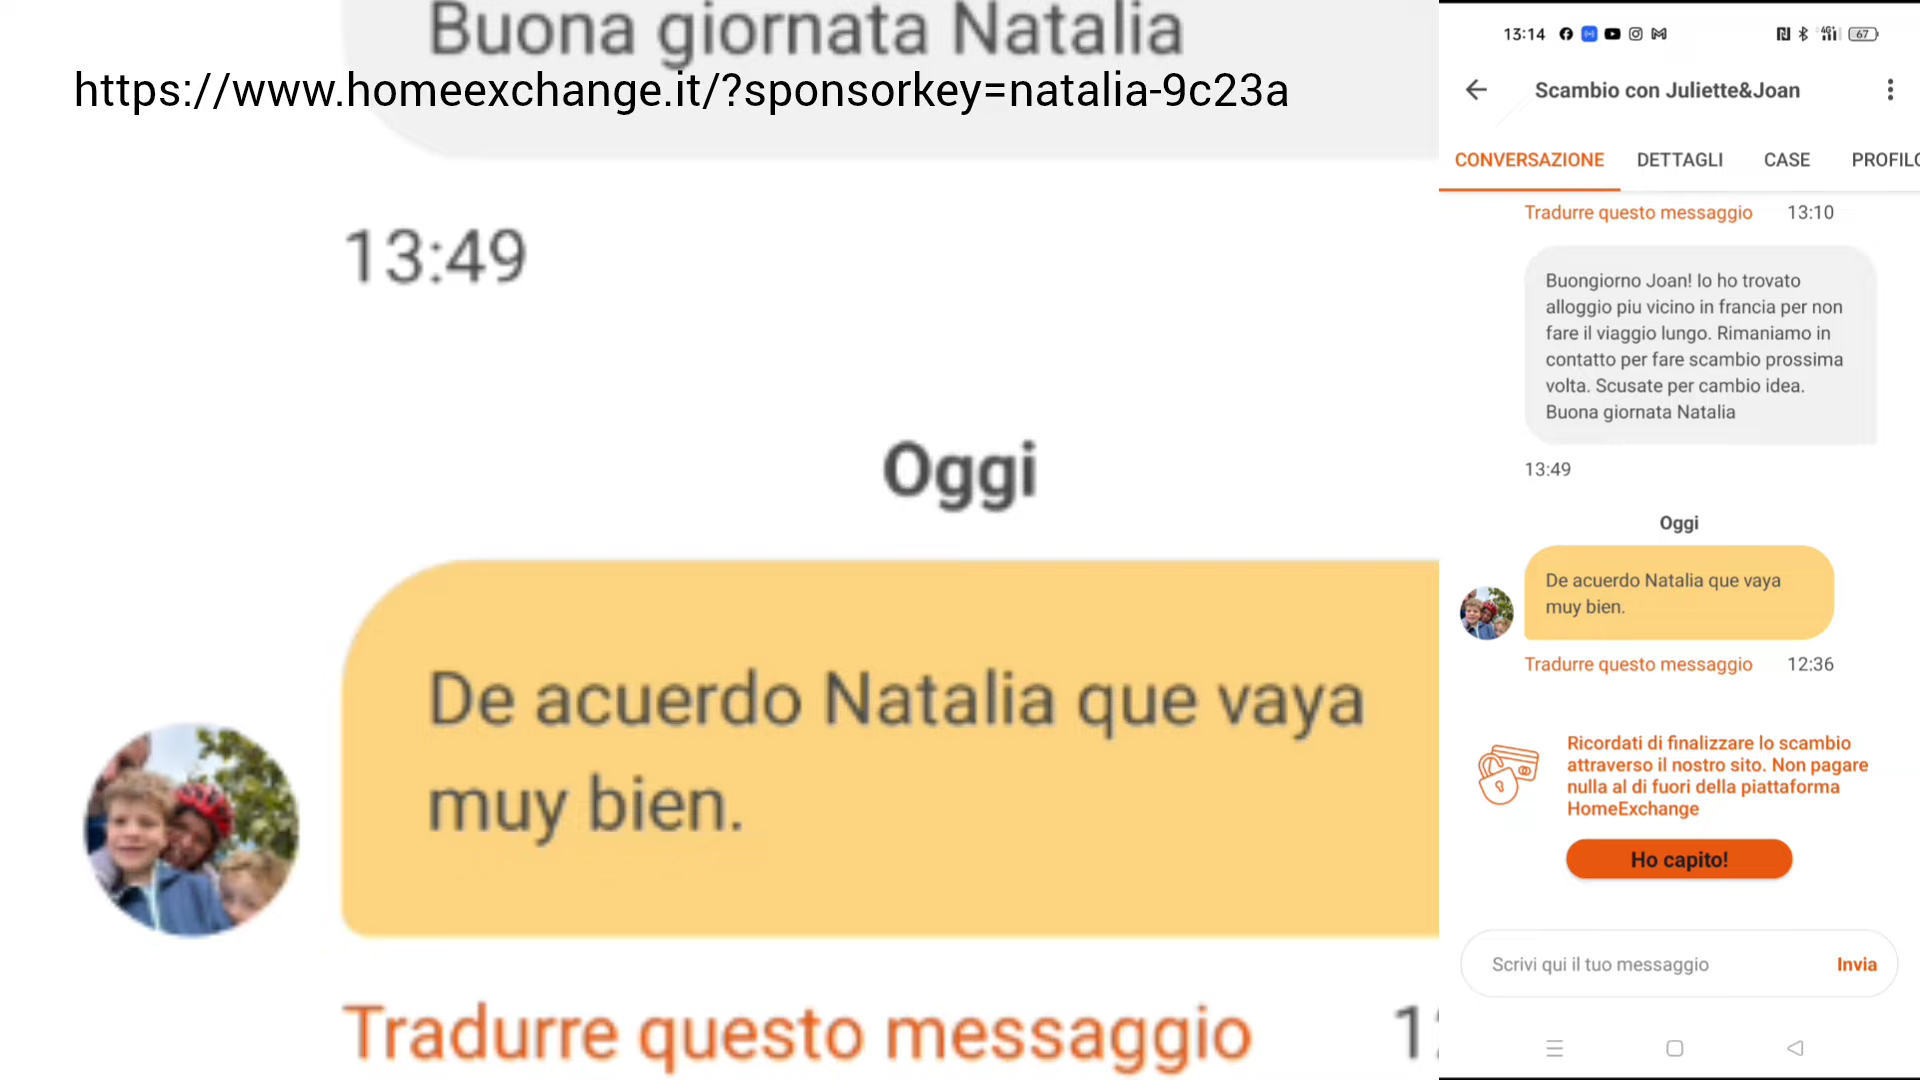 Buona giornata Natalia
https://www.homeexchange.it/?sponsorkey=natalia-9c23a
13:49
Oggi
De acuerdo Natalia que vaya
muy bien.
Tradurre questo messaggio
13:14
67
Scambio con Juliette&Joan
CONVERSAZIONE DETTAGLI CASE PROFILO
Tradurre questo messaggio 13:10
Buongiorno Joan! Io ho trovato
alloggio piu vicino in francia per non
fare il viaggio lungo. Rimaniamo in
contatto per fare scambio prossima
volta. Scusate per cambio idea.
Buona giornata Natalia
13:49
Oggi
De acuerdo Natalia que vaya
muy bien.
Tradurre questo messaggio 12:36
Ricordati di finalizzare lo scambio
attraverso il nostro sito. Non pagare
nulla al di fuori della piattaforma
HomeExchange
Ho capito!
Scrivi qui il tuo messaggio Invia